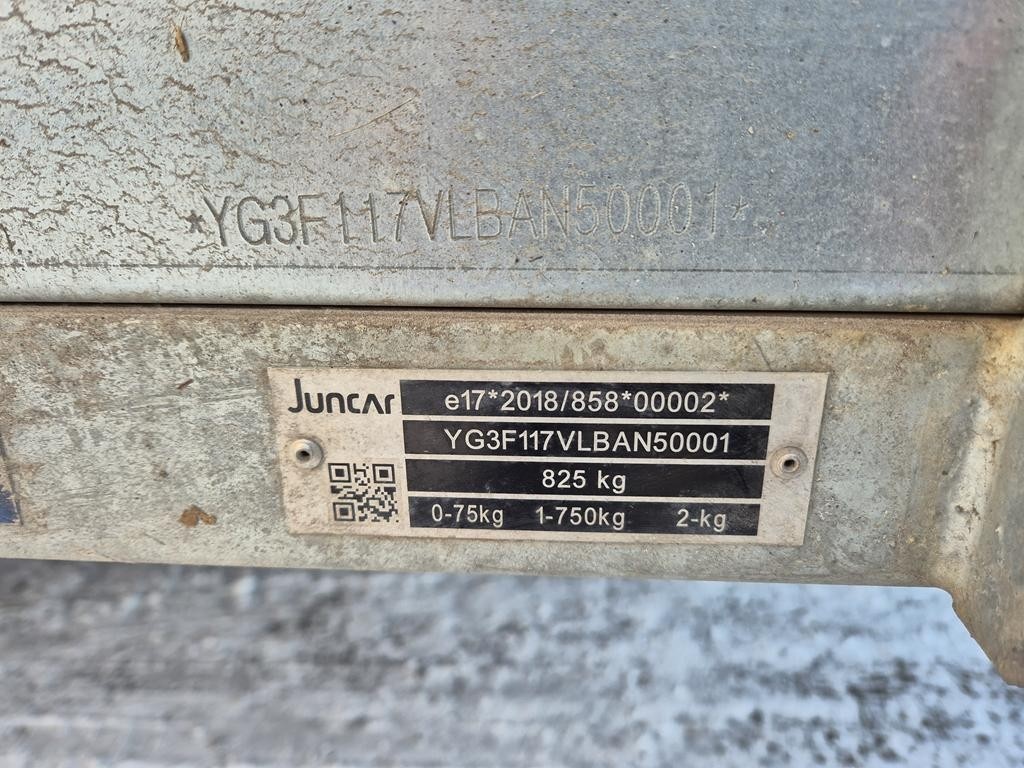 *YG3F117VLBAN50001*
Juncar
e17*2018/858*00002*
YG3F117VLBAN50001
825 kg
0-75kg 1-750kg 2-kg